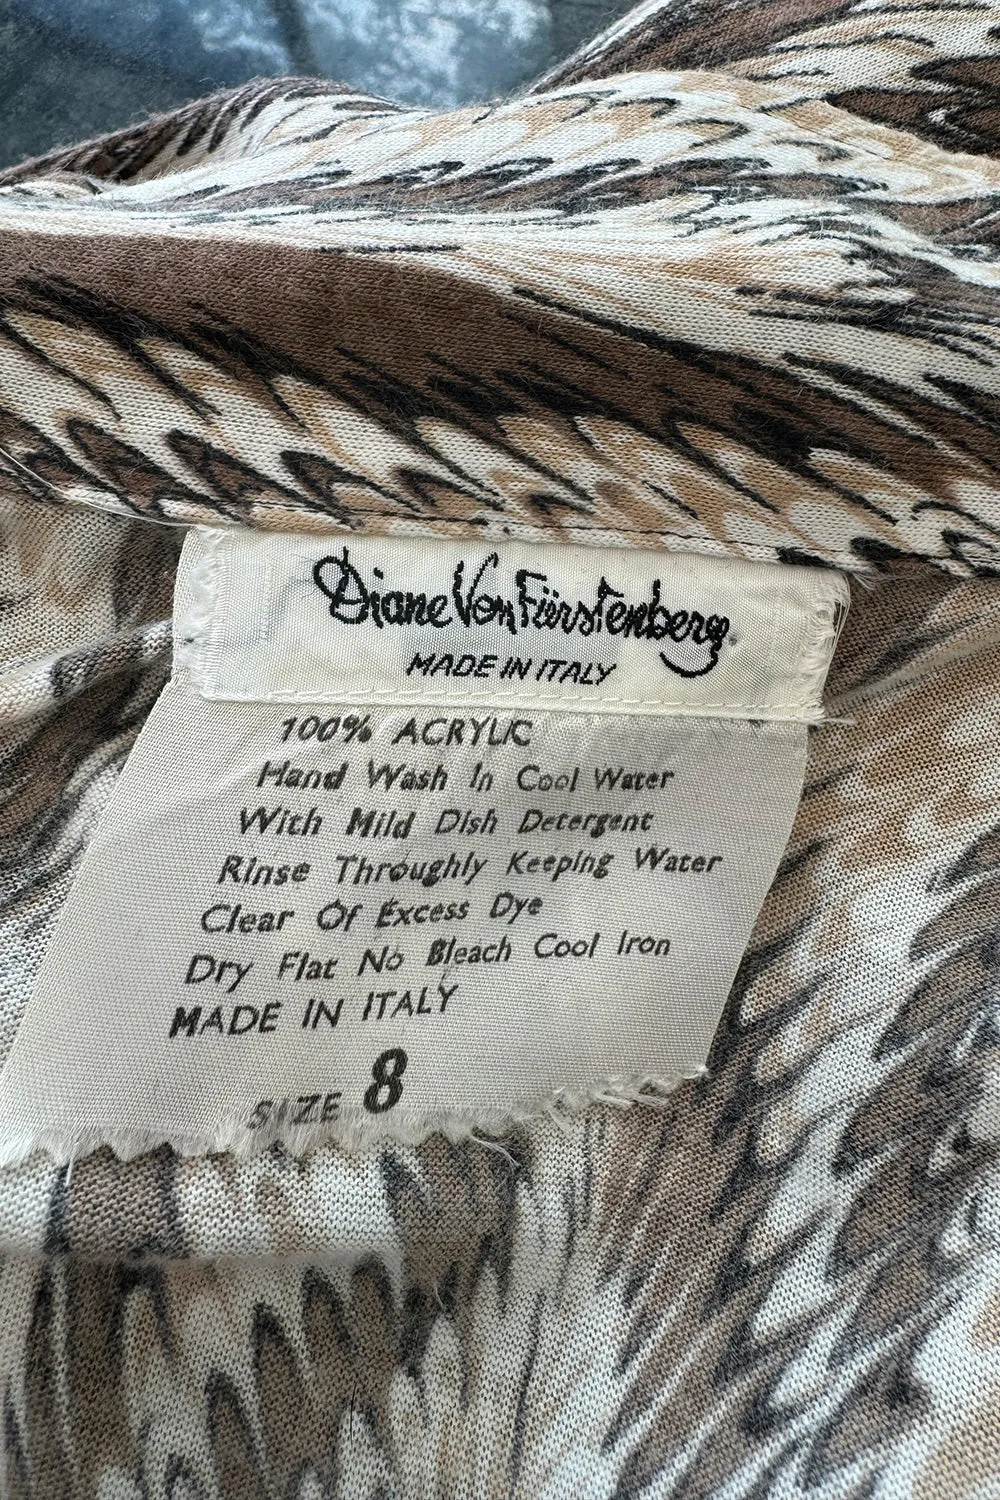 Diane Von Fürstenberg
MADE IN ITALY
100% ACRYLIC
Hand Wash In Cool Water
With Mild Dish Detergent
Rinse Throughly Keeping Water
Clear Of Excess Dye
Dry Flat No Bleach Cool Iron
MADE IN ITALY
SIZE 8